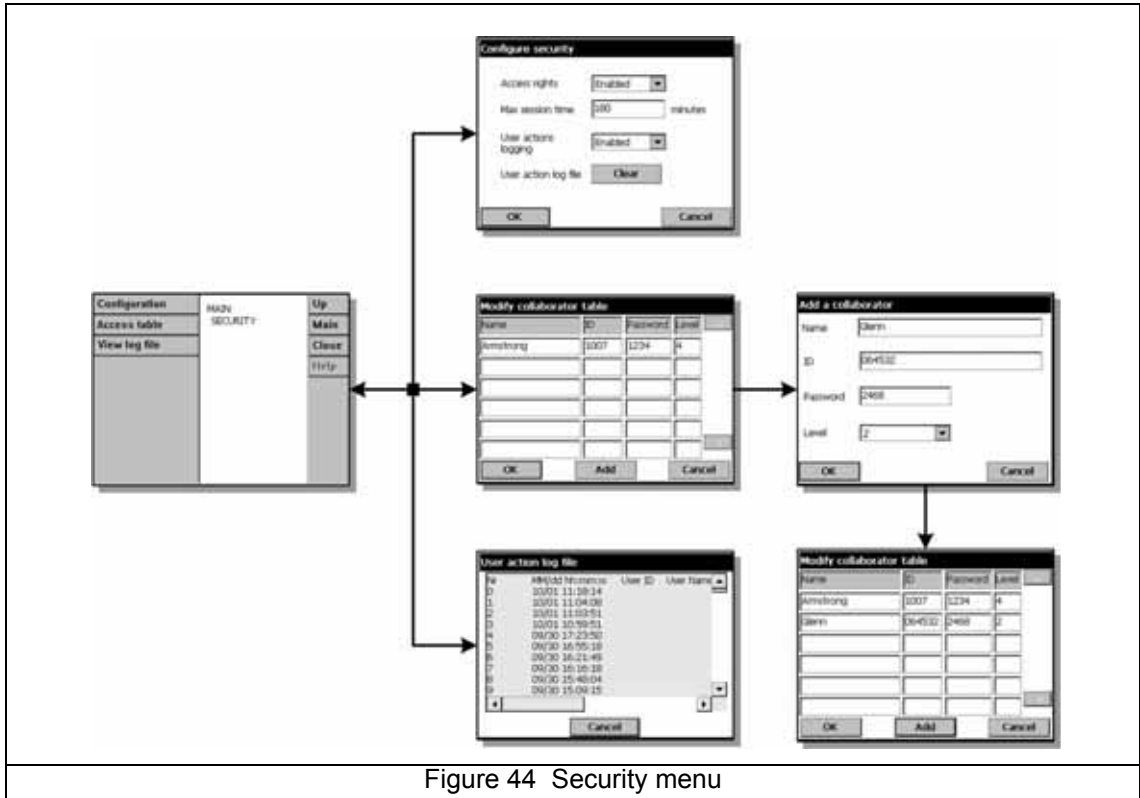 Configure security
Access rights Enabled
Max session time 180 minutes
User actions logging Enabled
User action log file Clear
OK Cancel
Configuration
Access table
View log file
MAIN
SECURITY
Up
Main
Close
Help
Modify collaborator table
Name ID Password Level
Armstrong 1007 1234 4
OK Add Cancel
Add a collaborator
Name Glenn
ID 064532
Password 2468
Level 2
OK Cancel
User action log file
Nr MM/dd hh:mm:ss User ID User Name
0 10/01 11:18:14
1 10/01 11:04:08
2 10/01 11:03:51
3 10/01 10:59:51
4 09/30 17:23:50
5 09/30 16:55:18
6 09/30 16:21:49
7 09/30 16:16:18
8 09/30 15:48:04
9 09/30 15:09:15
Cancel
Modify collaborator table
Name ID Password Level
Armstrong 1007 1234 4
Glenn 064532 2468 2
OK Add Cancel
Figure 44 Security menu